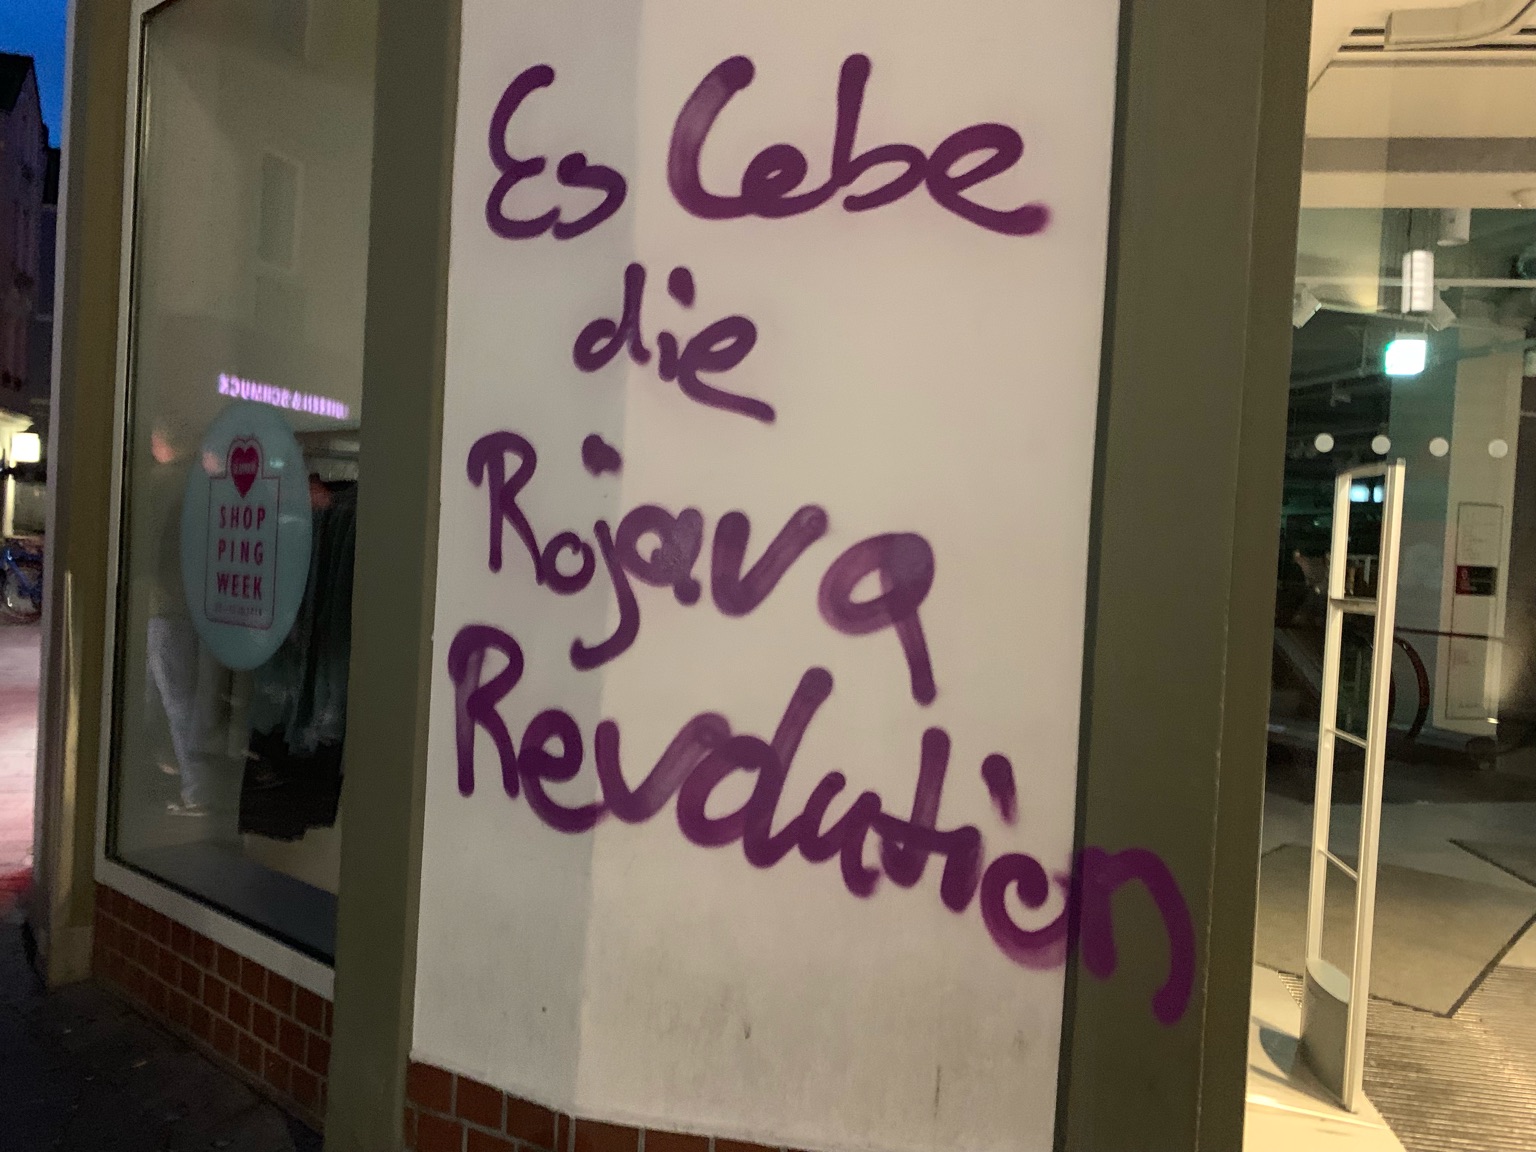 Es lebe
die
Rojava
Revolution
SHOP
PING
WEEK